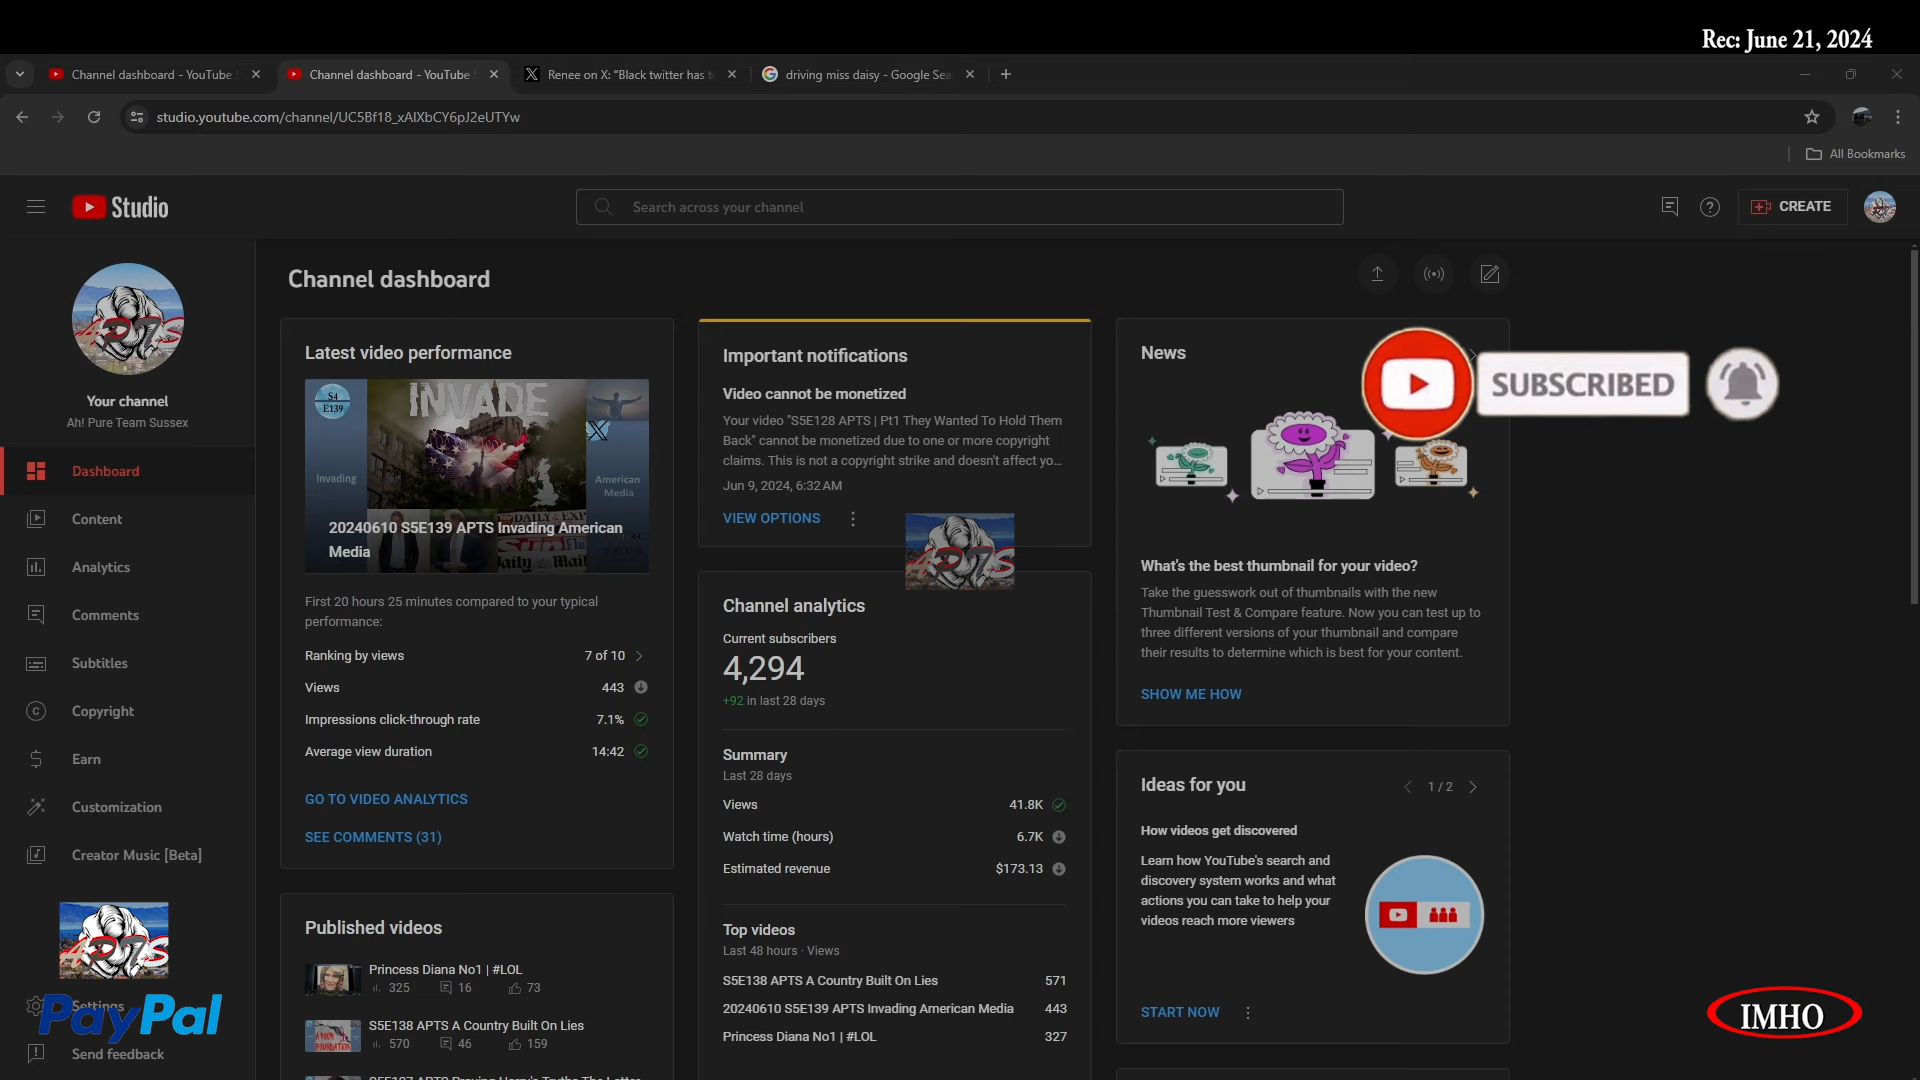 Rec: June 21, 2024
Channel dashboard - YouTube
Channel dashboard - YouTube
Renee on X: "Black twitter has t
driving miss daisy - Google Sea
studio.youtube.com/channel/UC5Bf18_xAIXbCY6pJ2eUTYw
All Bookmarks
Studio
Search across your channel
CREATE
Channel dashboard
Your channel
Ah! Pure Team Sussex
Dashboard
Content
Analytics
Comments
Subtitles
Copyright
Earn
Customization
Creator Music [Beta]
APTS
Settings
PayPal
Send feedback
Latest video performance
S4
E139
INVADE
Invading
American
Media
20240610 S5E139 APTS Invading American
Media
First 20 hours 25 minutes compared to your typical
performance:
Ranking by views 7 of 10
Views 443
Impressions click-through rate 7.1%
Average view duration 14:42
GO TO VIDEO ANALYTICS
SEE COMMENTS (31)
Published videos
Princess Diana No1 | #LOL
325 16 73
S5E138 APTS A Country Built On Lies
570 46 159
S5E137 APTS Proving Harry's Truths The Letter
Important notifications
Video cannot be monetized
Your video "S5E128 APTS | Pt1 They Wanted To Hold Them
Back" cannot be monetized due to one or more copyright
claims. This is not a copyright strike and doesn't affect yo...
Jun 9, 2024, 6:32 AM
VIEW OPTIONS
APTS
Channel analytics
Current subscribers
4,294
+92 in last 28 days
Summary
Last 28 days
Views 41.8K
Watch time (hours) 6.7K
Estimated revenue $173.13
Top videos
Last 48 hours · Views
S5E138 APTS A Country Built On Lies 571
20240610 S5E139 APTS Invading American Media 443
Princess Diana No1 | #LOL 327
News
SUBSCRIBED
What's the best thumbnail for your video?
Take the guesswork out of thumbnails with the new
Thumbnail Test & Compare feature. Now you can test up to
three different versions of your thumbnail and compare
their results to determine which is best for your content.
SHOW ME HOW
Ideas for you
1 / 2
How videos get discovered
Learn how YouTube's search and
discovery system works and what
actions you can take to help your
videos reach more viewers
START NOW
IMHO